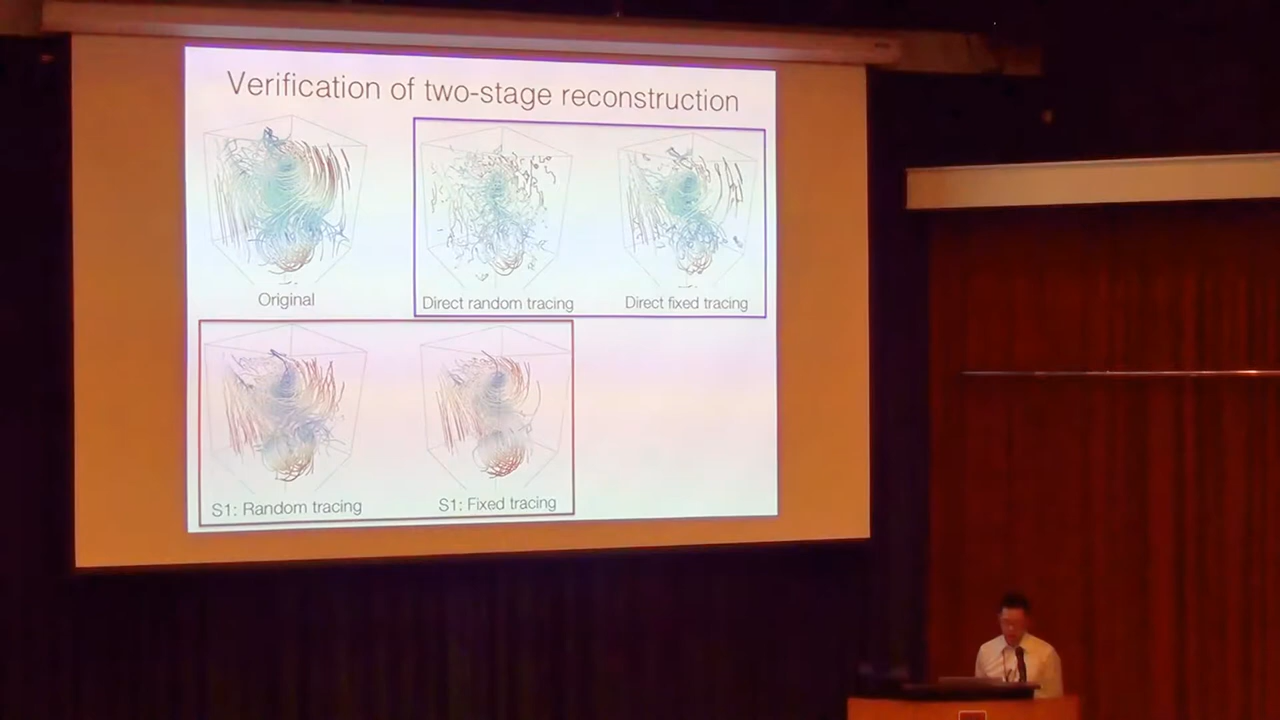 Verification of two-stage reconstruction
Original
Direct random tracing
Direct fixed tracing
S1: Random tracing
S1: Fixed tracing